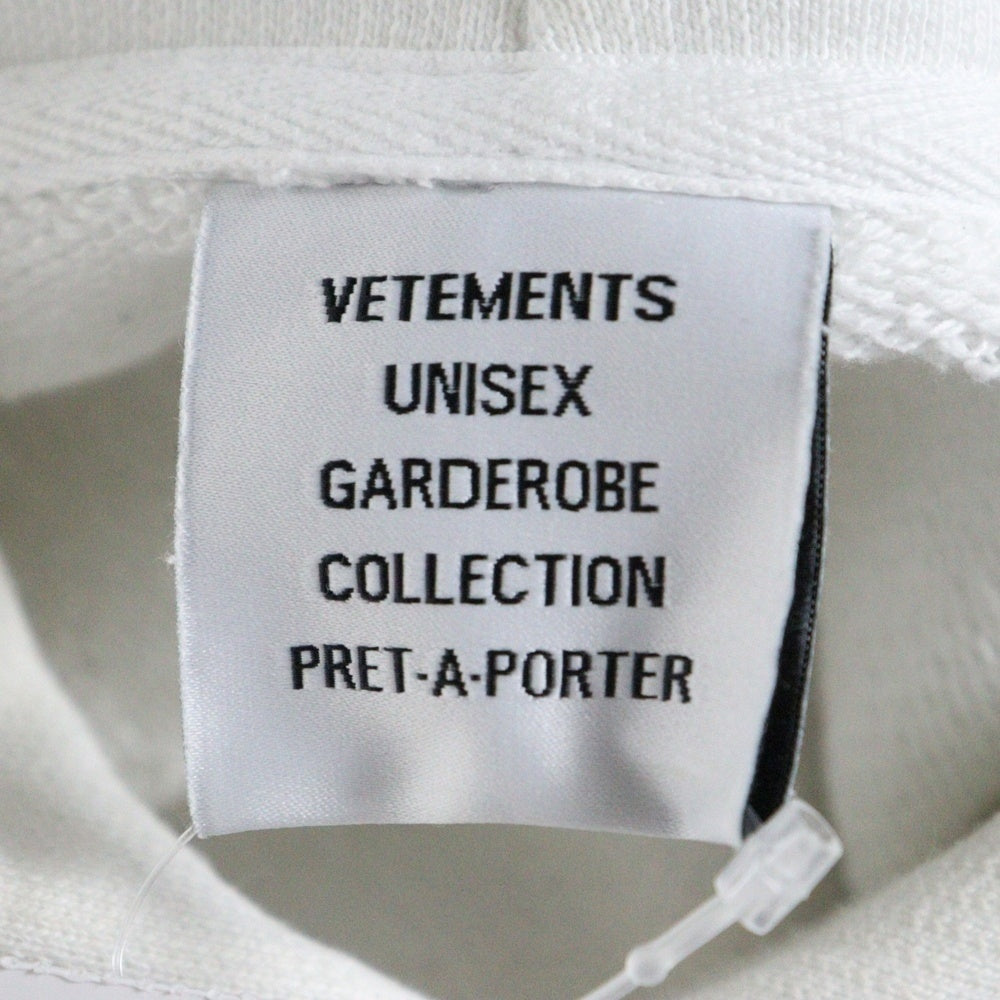 VETEMENTS
UNISEX
GARDEROBE
COLLECTION
PRET-A-PORTER